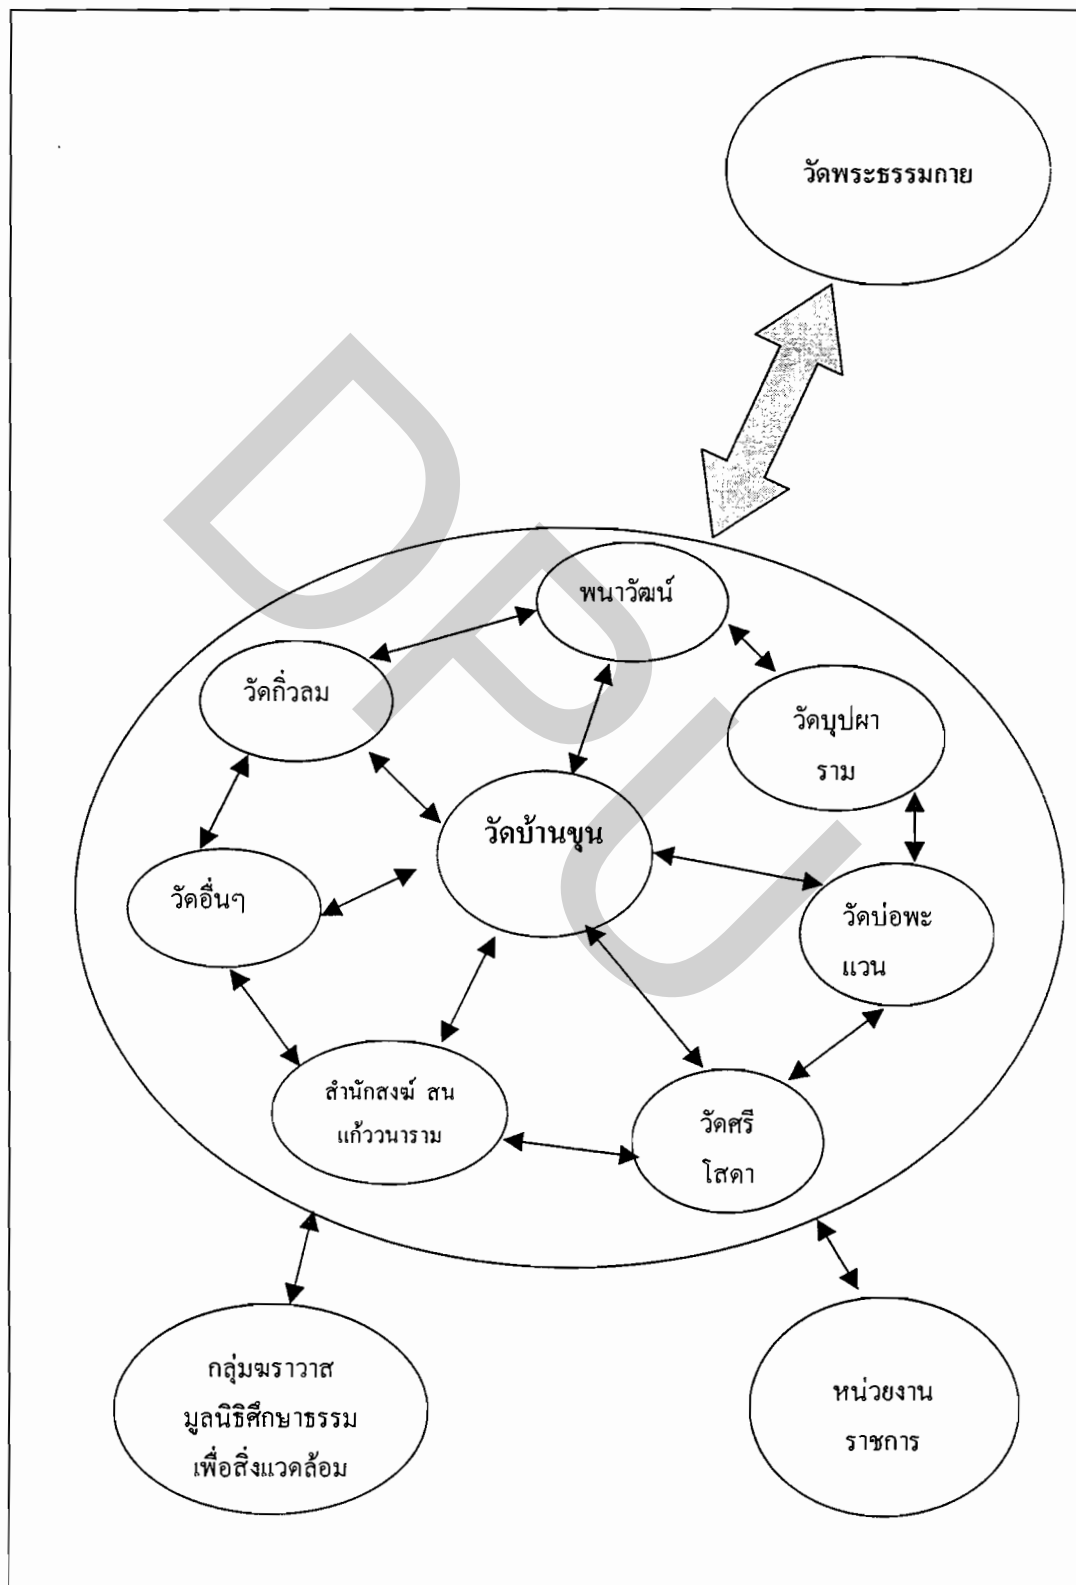 วัดพระธรรมกาย
พนาวัฒน์
วัดกิ่วลม
วัดบุปผา
ราม
วัดบ้านขุน
วัดอื่นๆ
วัดบ่อพะ
แวน
สำนักสงฆ์ สน
แก้ววนาราม
วัดศรี
โสดา
กลุ่มฆราวาส
มูลนิธิศึกษาธรรม
เพื่อสิ่งแวดล้อม
หน่วยงาน
ราชการ
DPU